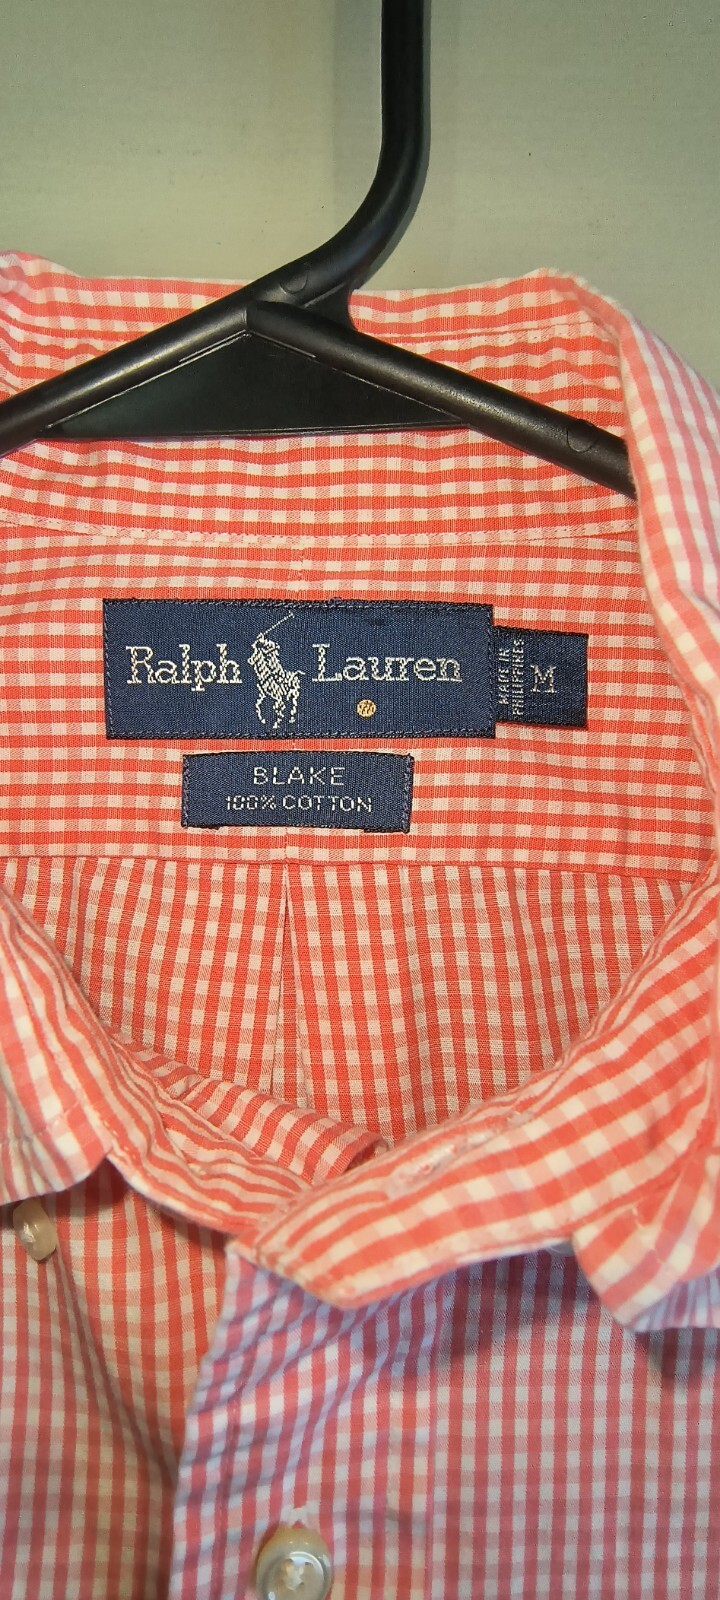 Ralph Lauren
MADE IN
PHILIPPINES
M
BLAKE
100% COTTON